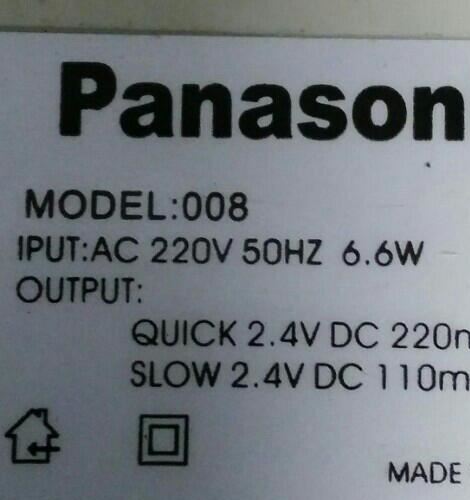 Panason
MODEL:008
IPUT:AC 220V 50HZ 6.6W
OUTPUT:
QUICK 2.4V DC 220m
SLOW 2.4V DC 110m
MADE